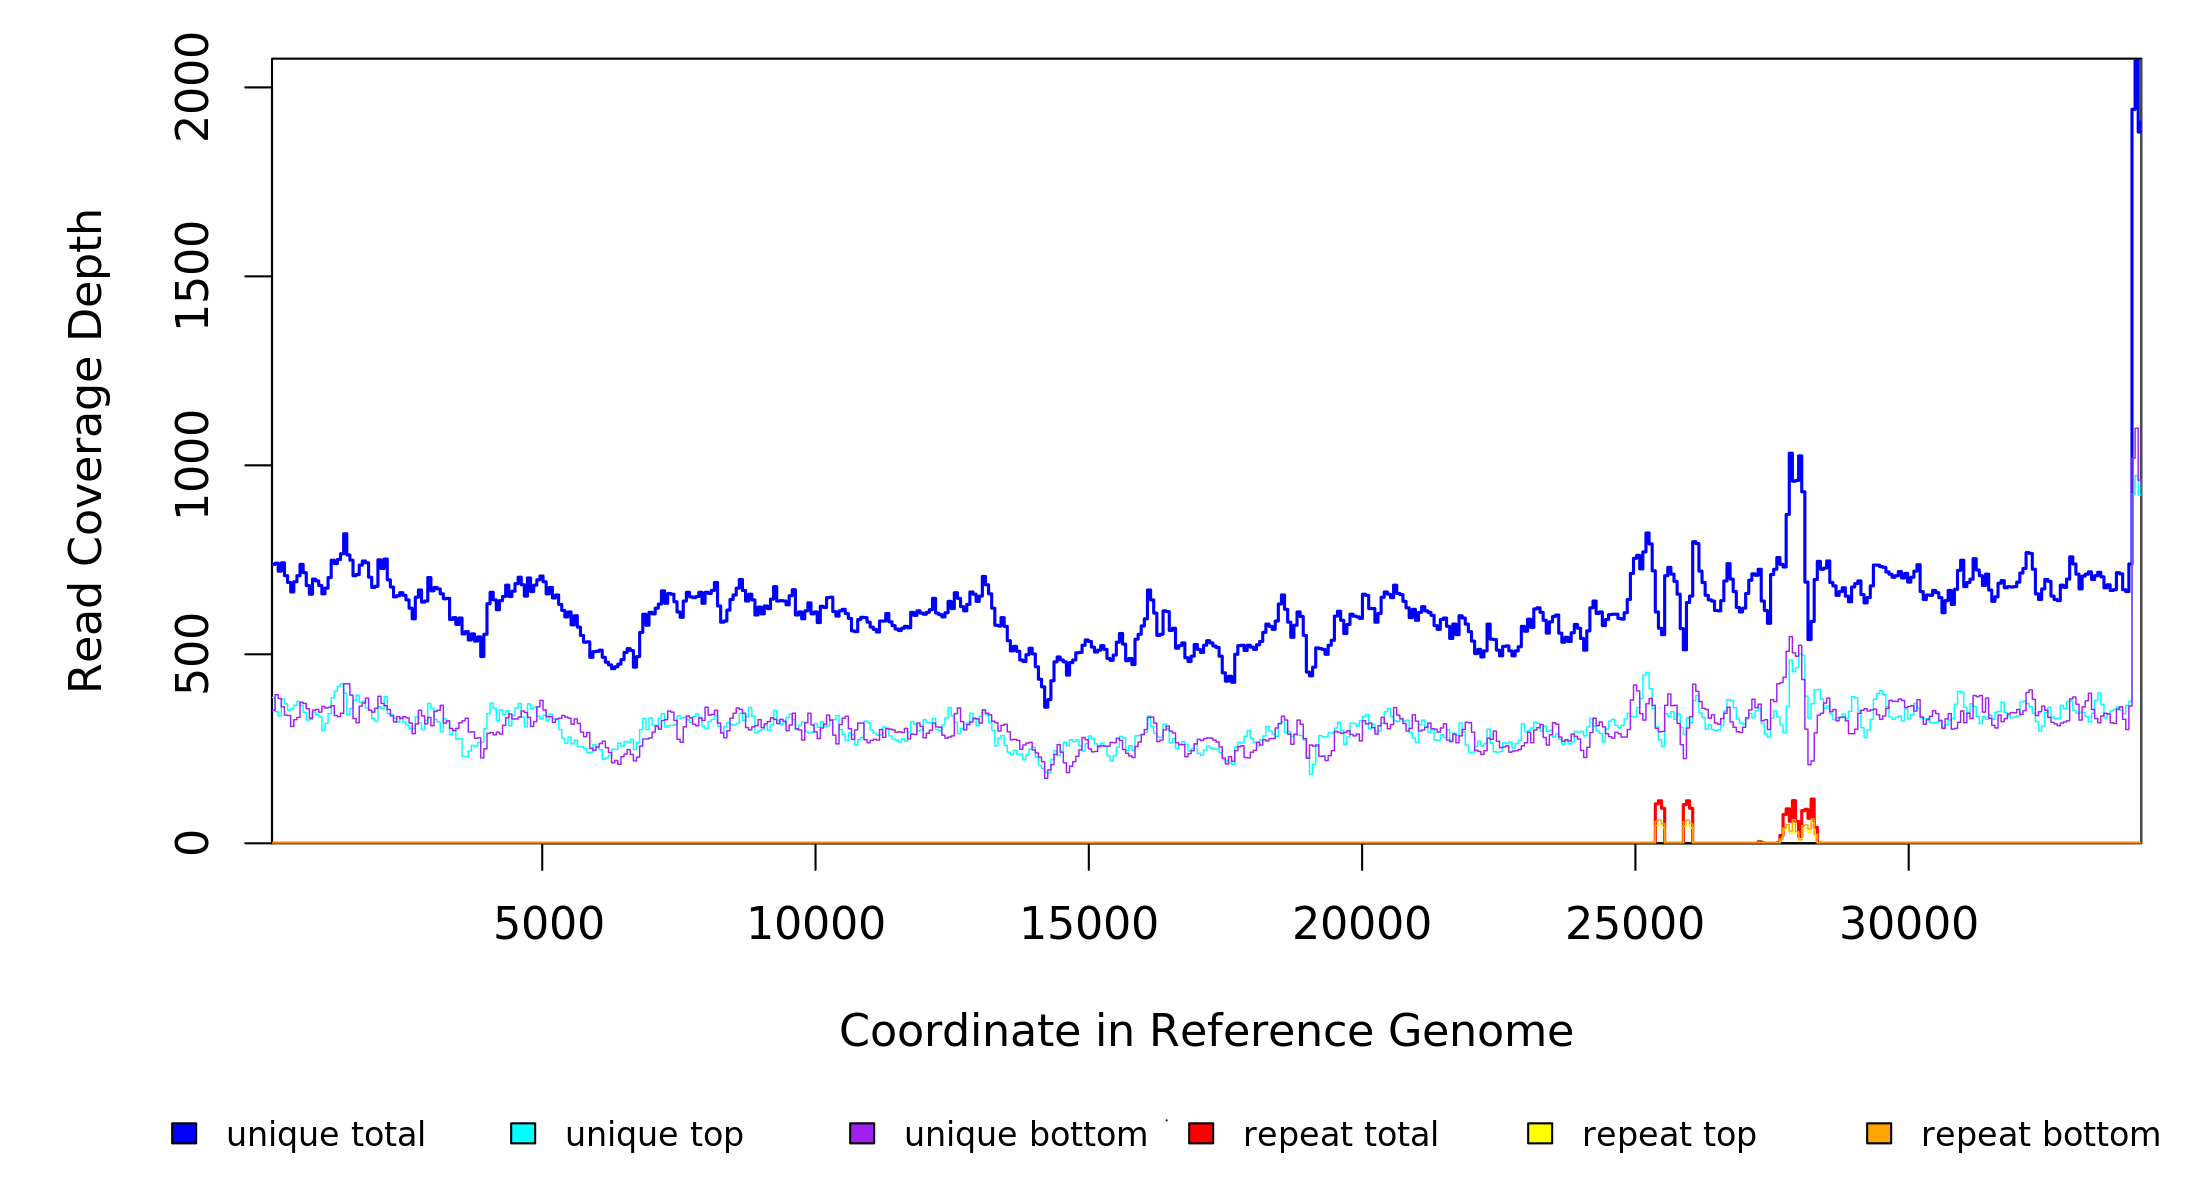 2000
1500
1000
500
0
Read Coverage Depth
5000 10000 15000 20000 25000 30000
Coordinate in Reference Genome
unique total unique top unique bottom repeat total repeat top repeat bottom